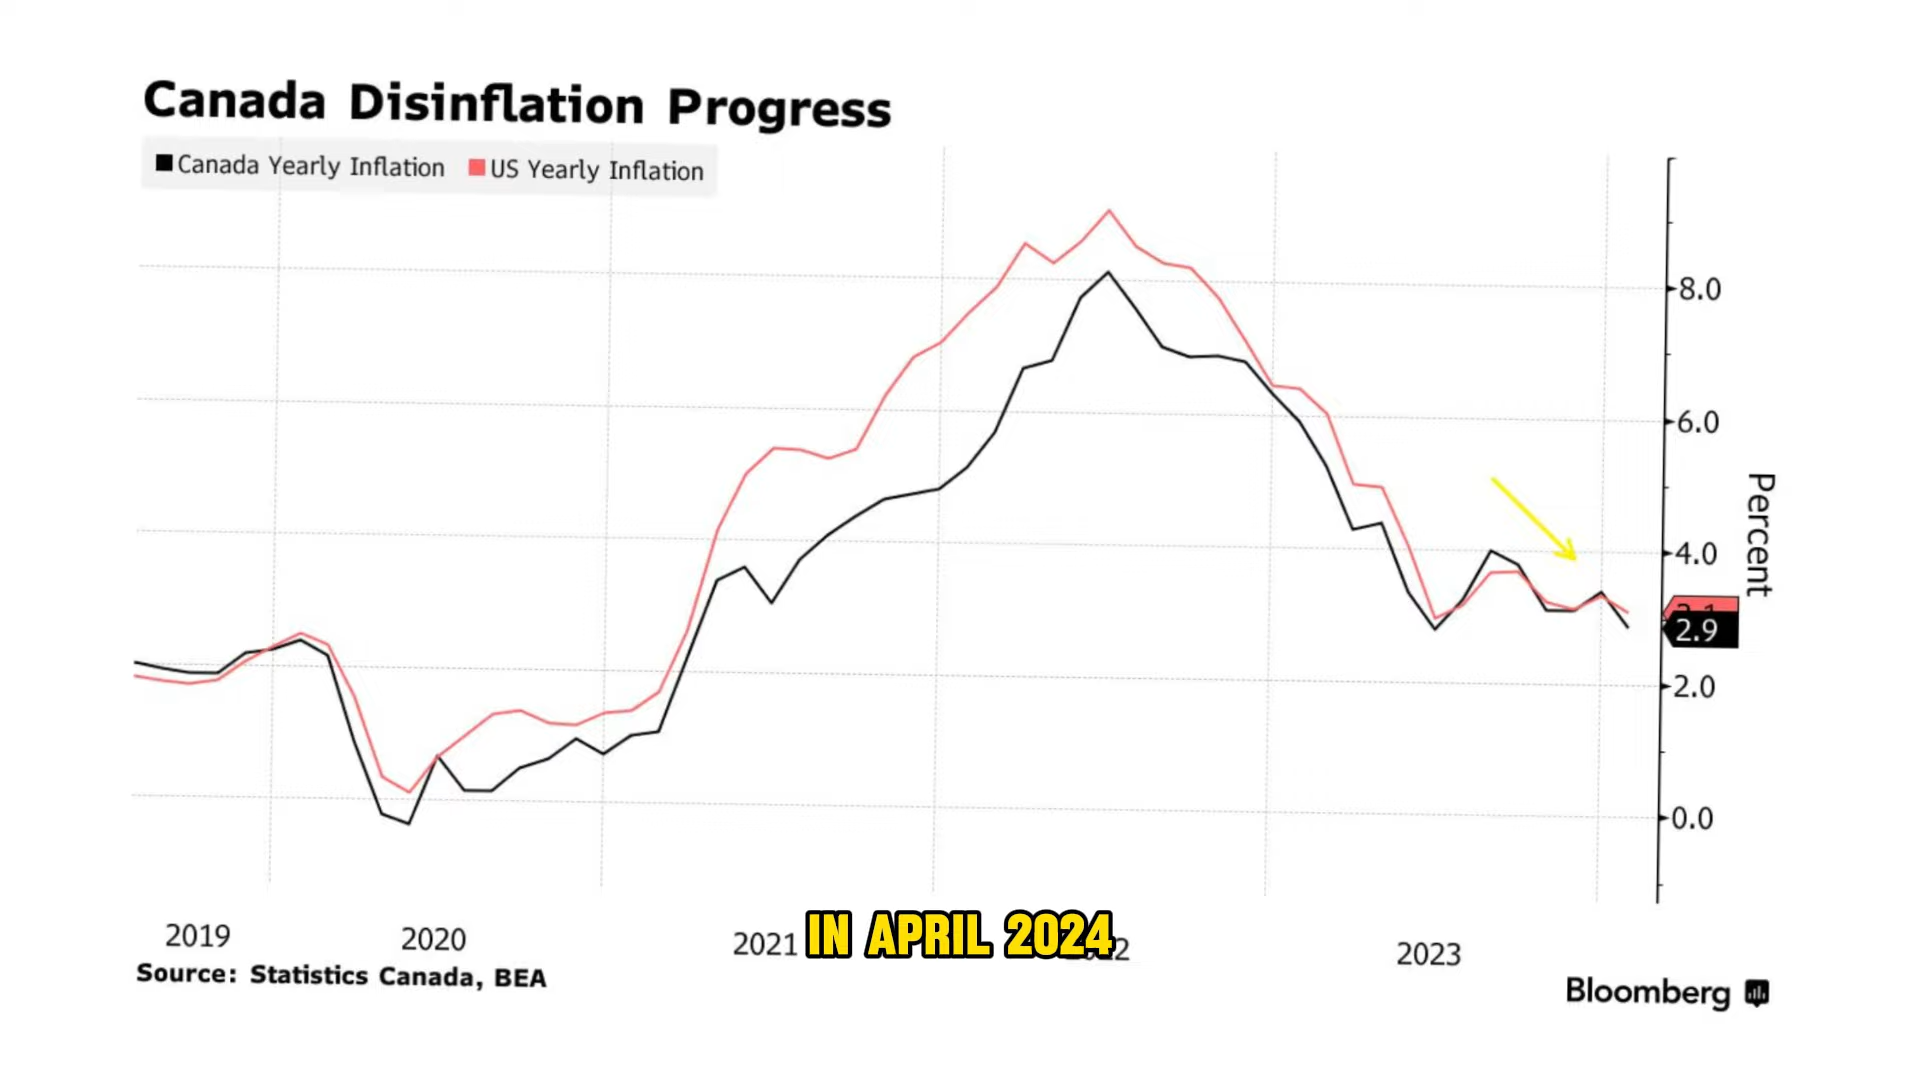 Canada Disinflation Progress
Canada Yearly Inflation US Yearly Inflation
8.0
6.0
4.0
Percent
2.9
2.0
0.0
2019 2020 2021 2023
IN APRIL 2024
Source: Statistics Canada, BEA
Bloomberg